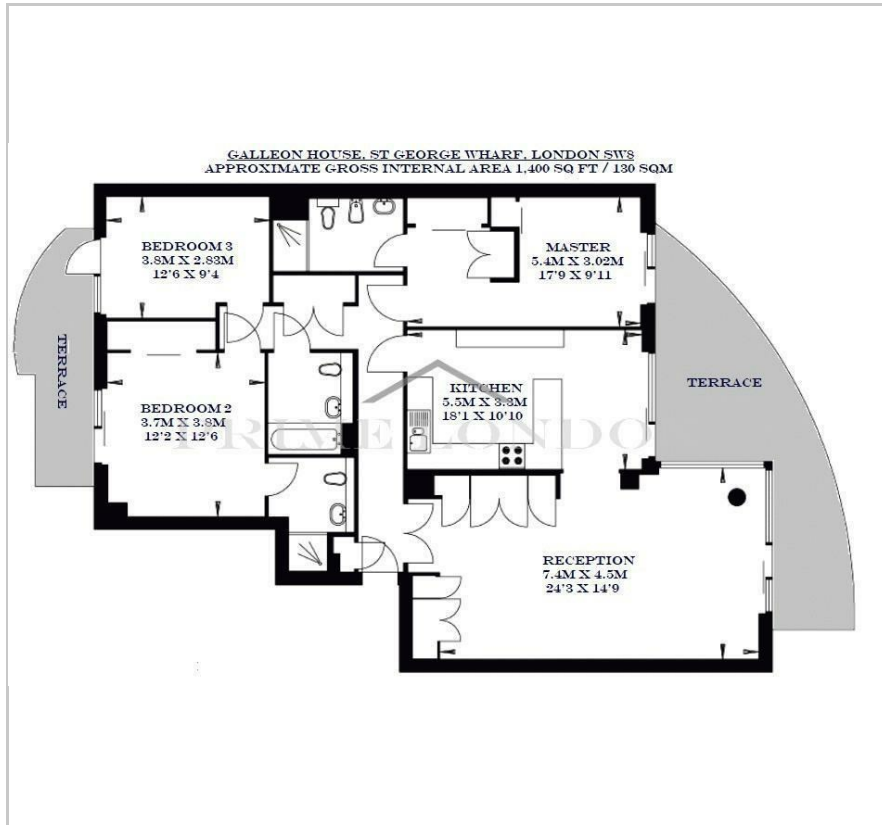 GALLEON HOUSE, ST GEORGE WHARF, LONDON SW8
APPROXIMATE GROSS INTERNAL AREA 1,400 SQ FT / 130 SQM
BEDROOM 3
3.8M X 2.83M
12'6 X 9'4
MASTER
5.4M X 3.02M
17'9 X 9'11
TERRACE
TERRACE
KITCHEN
5.5M X 3.3M
18'1 X 10'10
BEDROOM 2
3.7M X 3.8M
12'2 X 12'6
PRIME LONDON
RECEPTION
7.4M X 4.5M
24'3 X 14'9